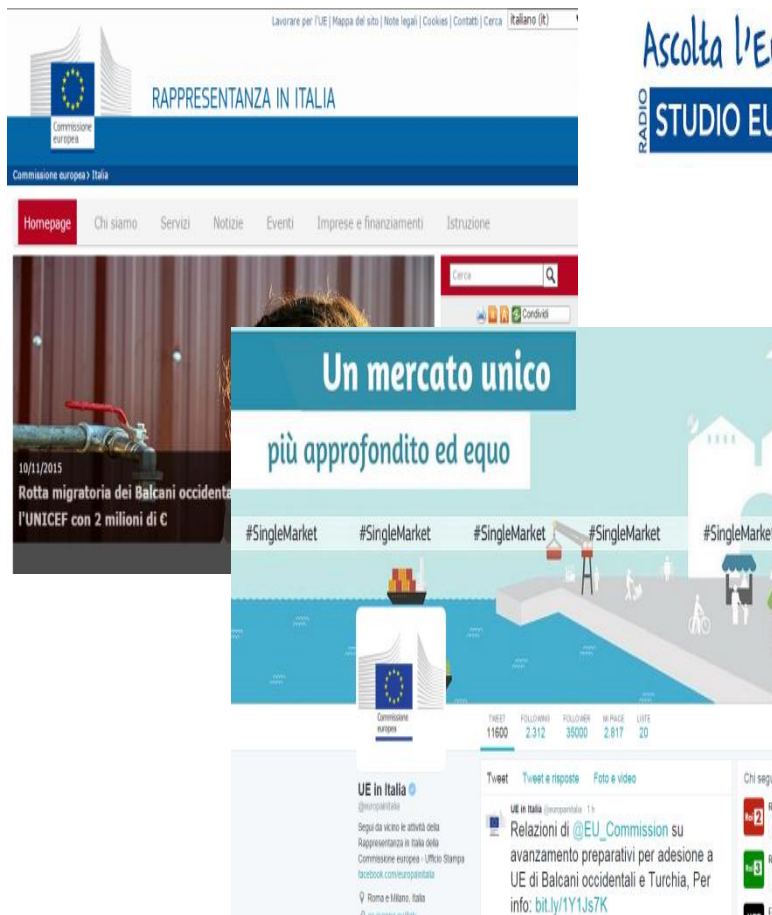 Lavorare per l'UE | Mappa del sito | Note legali | Cookies | Contatti | Cerca
Italiano (it)
Commissione
europea
RAPPRESENTANZA IN ITALIA
Commissione europea > Italia
Homepage
Chi siamo
Servizi
Notizie
Eventi
Imprese e finanziamenti
Istruzione
Cerca
Condividi
10/11/2015
Rotta migratoria dei Balcani occidenta
l'UNICEF con 2 milioni di €
Ascolta l'E
RADIO
STUDIO EU
Un mercato unico
più approfondito ed equo
#SingleMarket #SingleMarket #SingleMarket #SingleMarket #SingleMarke
Commissione
europea
TWEET FOLLOWING FOLLOWER MI PIACE LISTE
11600 2.312 35000 2.817 20
UE in Italia
@europainitalia
Segui da vicino le attività della
Rappresentanza in Italia della
Commissione europea - Ufficio Stampa
facebook.com/europainitalia
Roma e Milano, Italia
Tweet Tweet e risposte Foto e video
UE in Italia @europainitalia 1 h
Relazioni di @EU_Commission su
avanzamento preparativi per adesione a
UE di Balcani occidentali e Turchia, Per
info: bit.ly/1Y1Js7K
Chi segu
Rai 2
Rai 3